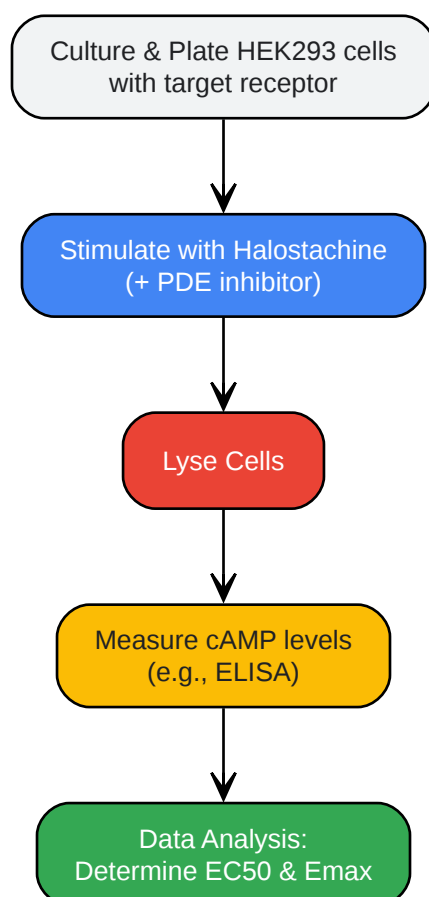 Culture & Plate HEK293 cells
with target receptor
Stimulate with Halostachine
(+ PDE inhibitor)
Lyse Cells
Measure cAMP levels
(e.g., ELISA)
Data Analysis:
Determine EC50 & Emax